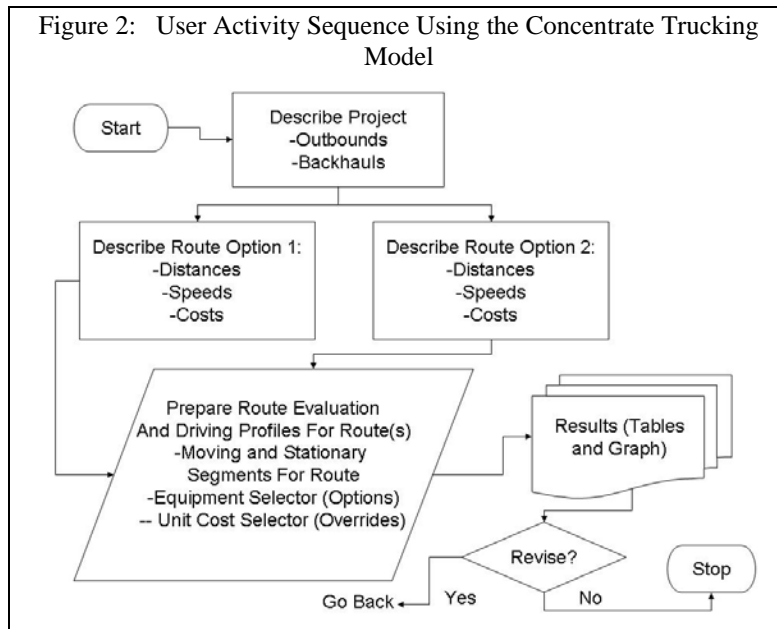 Figure 2: User Activity Sequence Using the Concentrate Trucking
Model
Start
Describe Project
-Outbounds
-Backhauls
Describe Route Option 1:
-Distances
-Speeds
-Costs
Describe Route Option 2:
-Distances
-Speeds
-Costs
Prepare Route Evaluation
And Driving Profiles For Route(s)
-Moving and Stationary
Segments For Route
-Equipment Selector (Options)
-- Unit Cost Selector (Overrides)
Results (Tables
and Graph)
Revise?
Stop
Go Back
Yes
No